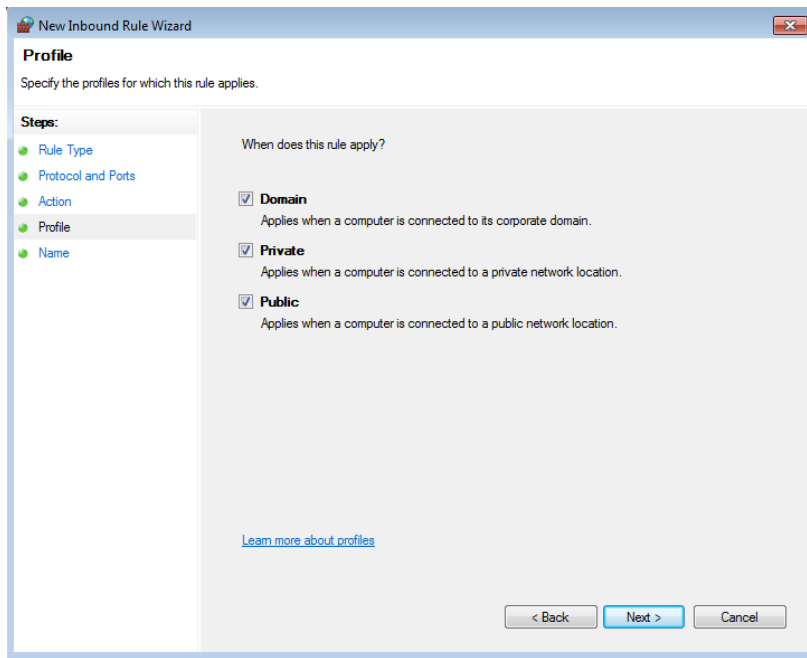 New Inbound Rule Wizard
Profile
Specify the profiles for which this rule applies.
Steps:
Rule Type
Protocol and Ports
Action
Profile
Name
When does this rule apply?
Domain
Applies when a computer is connected to its corporate domain.
Private
Applies when a computer is connected to a private network location.
Public
Applies when a computer is connected to a public network location.
Learn more about profiles
< Back
Next >
Cancel